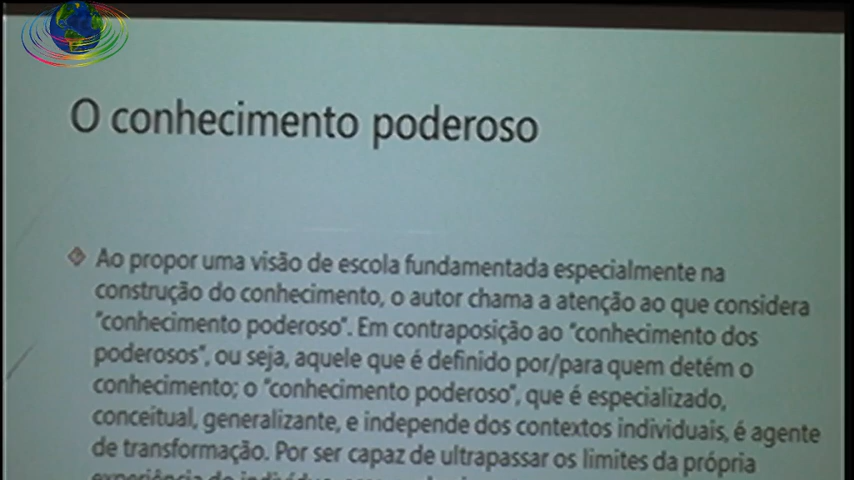 O conhecimento poderoso
Ao propor uma visão de escola fundamentada especialmente na
construção do conhecimento, o autor chama a atenção ao que considera
"conhecimento poderoso". Em contraposição ao "conhecimento dos
poderosos", ou seja, aquele que é definido por/para quem detém o
conhecimento; o "conhecimento poderoso", que é especializado,
conceitual, generalizante, e independe dos contextos individuais, é agente
de transformação. Por ser capaz de ultrapassar os limites da própria